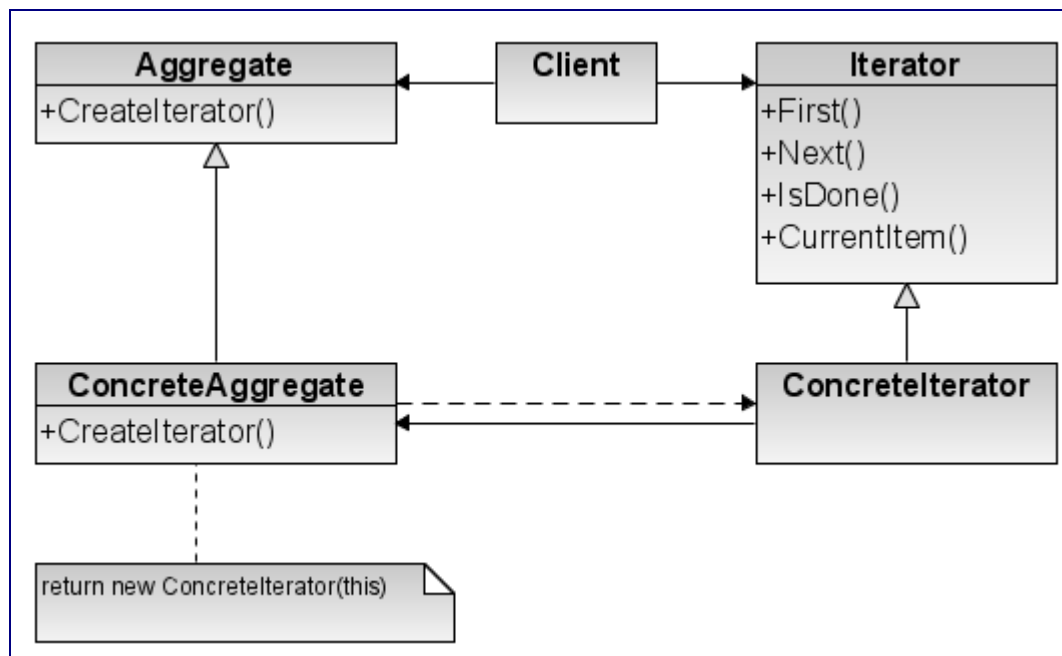 Aggregate
+CreateIterator()
Client
Iterator
+First()
+Next()
+IsDone()
+CurrentItem()
ConcreteAggregate
+CreateIterator()
ConcreteIterator
return new ConcreteIterator(this)